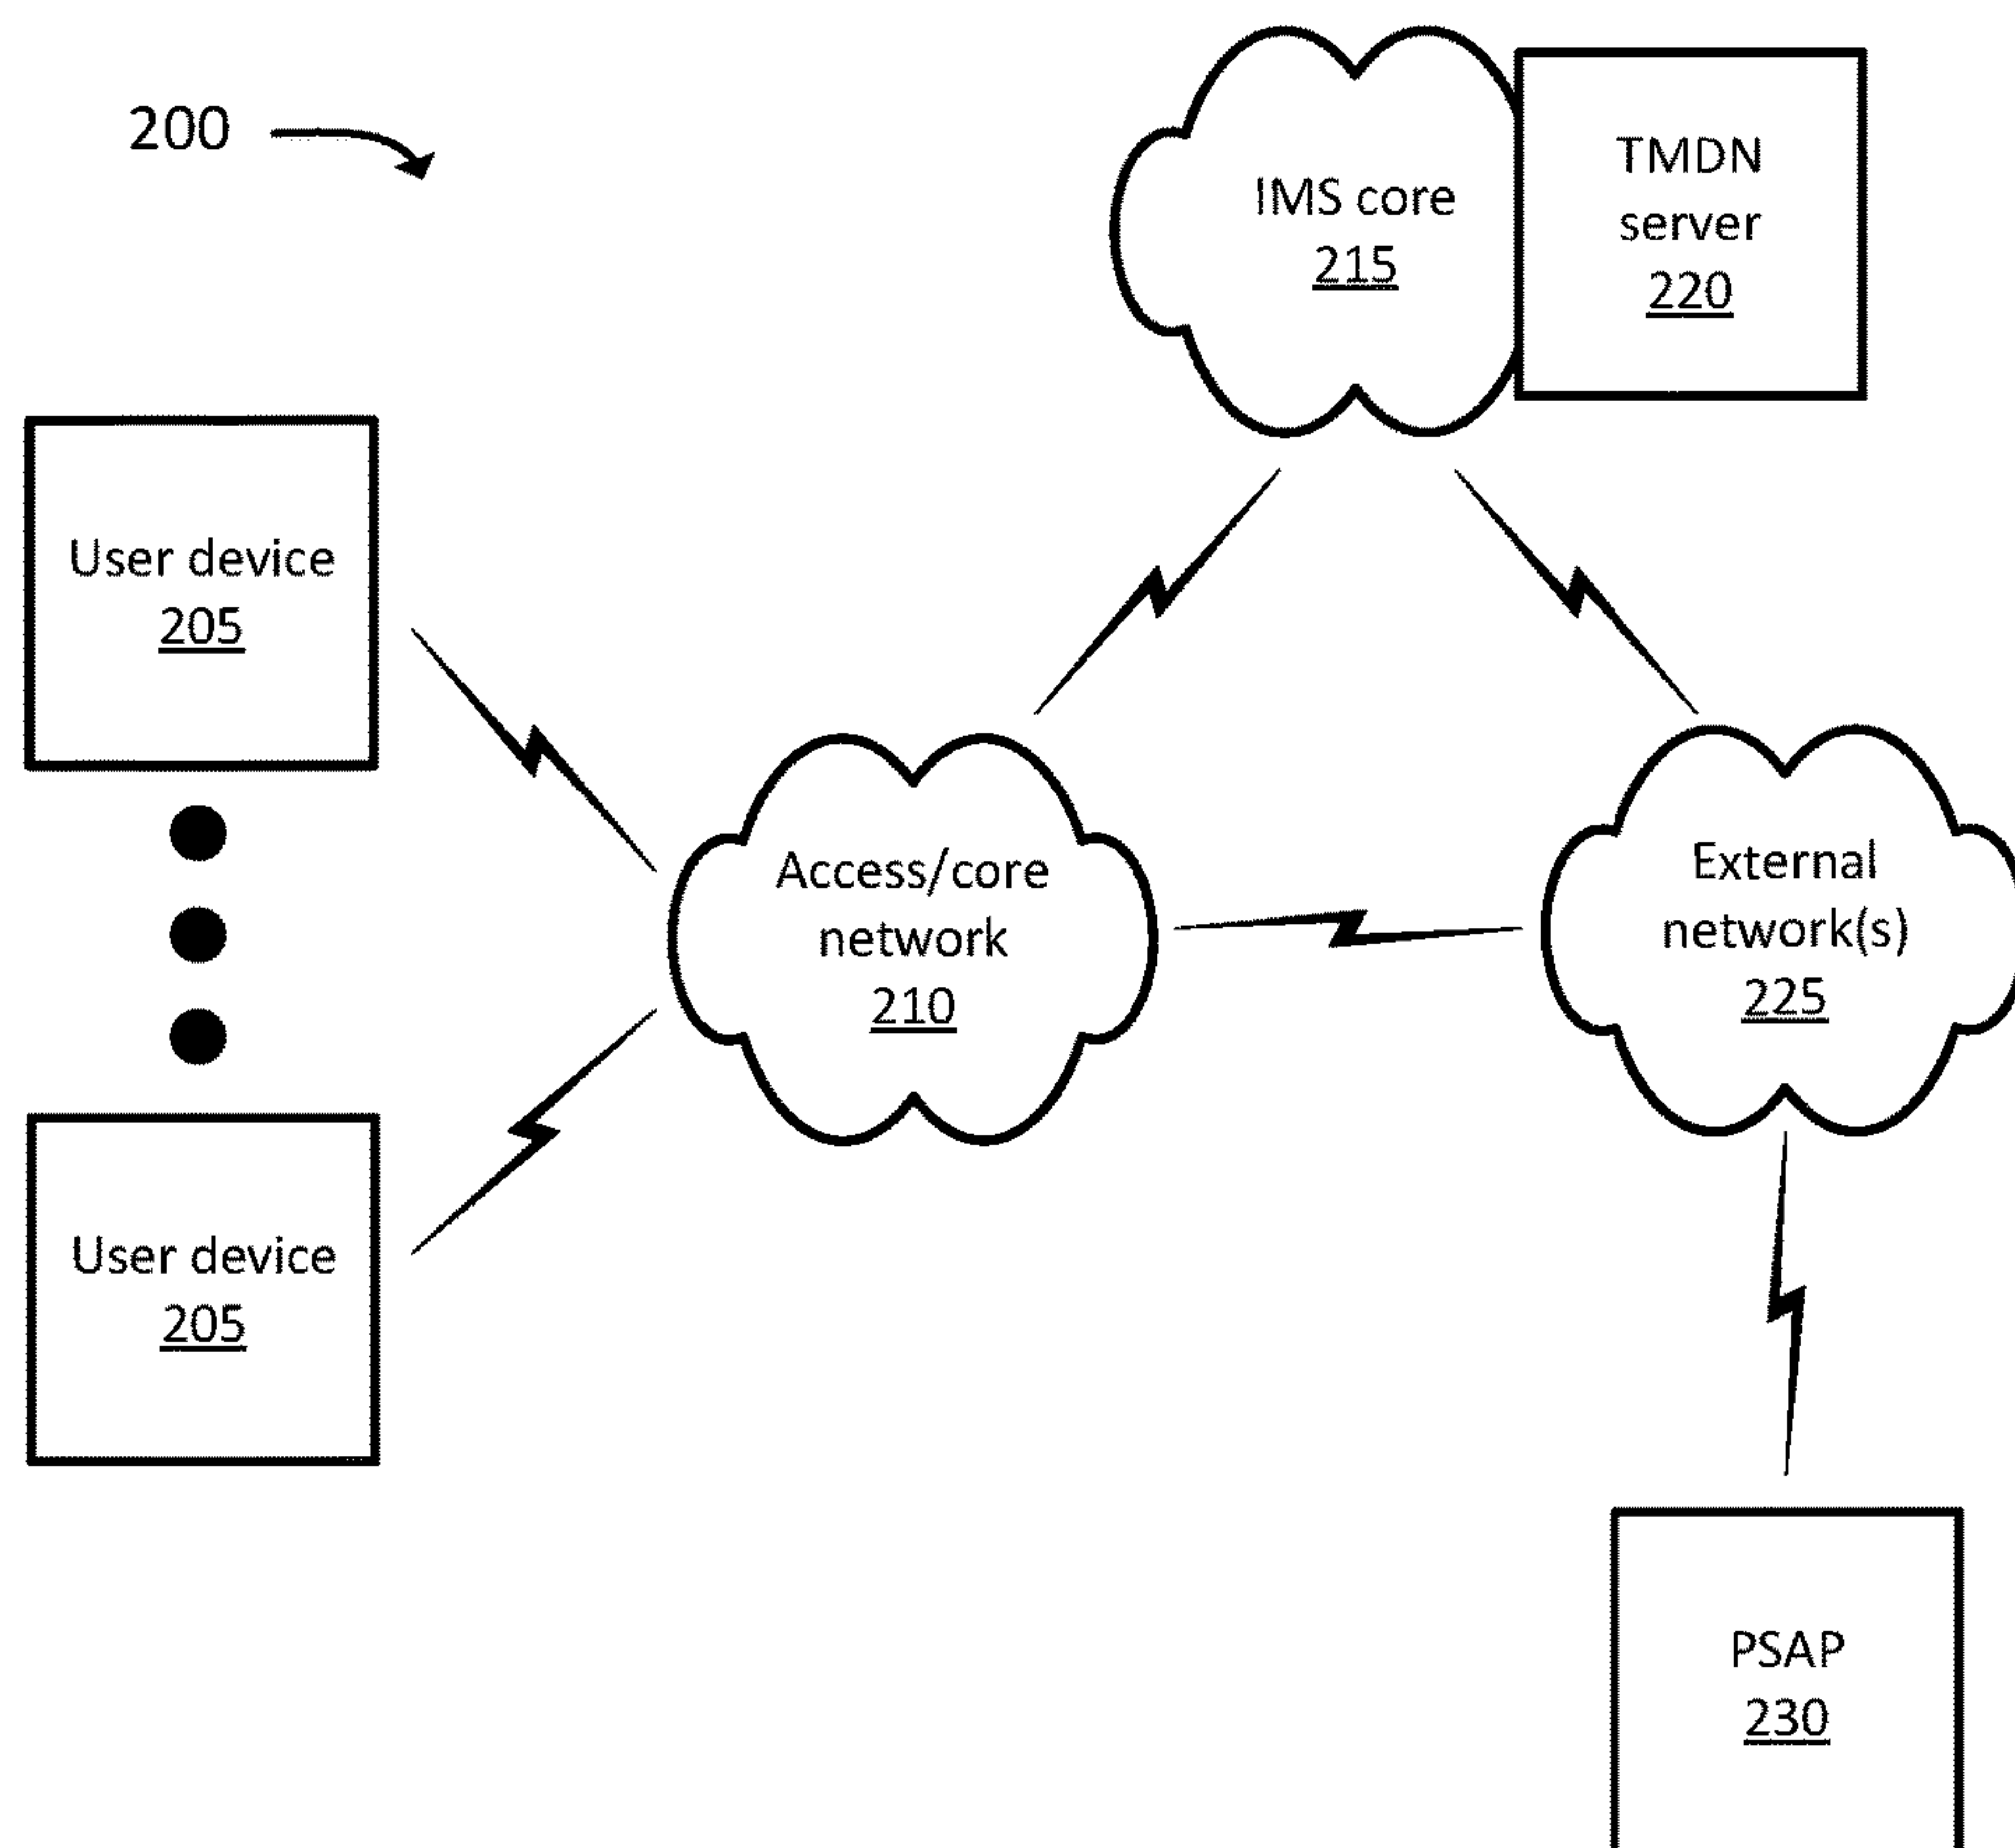 200
IMS core
215
TMDN
server
220
User device
205
Access/core
network
210
External
network(s)
225
User device
205
PSAP
230